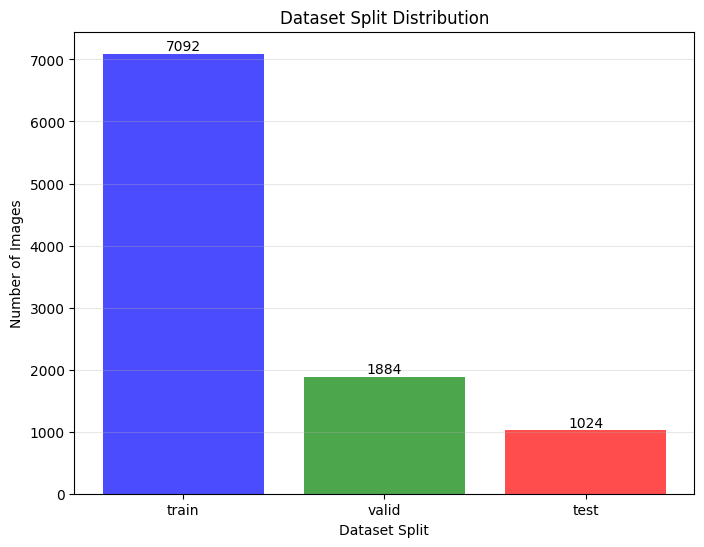 Dataset Split Distribution
7092
1884
1024
7000
6000
5000
4000
3000
2000
1000
0
Number of Images
train
valid
test
Dataset Split